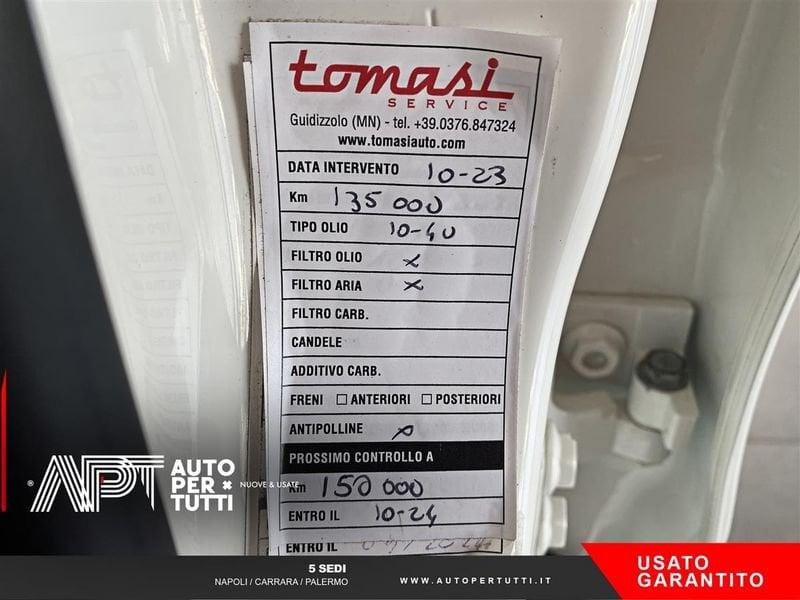 tomasi
SERVICE
Guidizzolo (MN) - tel. +39.0376.847324
www.tomasiauto.com
DATA INTERVENTO 10-23
Km 135 000
TIPO OLIO 10-40
FILTRO OLIO x
FILTRO ARIA x
FILTRO CARB.
CANDELE
ADDITIVO CARB.
FRENI ☐ ANTERIORI ☐ POSTERIORI
ANTIPOLLINE x
PROSSIMO CONTROLLO A
Km 150 000
ENTRO IL 10-24
ENTRO IL
APT
AUTO
PER
TUTTI
NUOVE & USATE
5 SEDI
NAPOLI / CARRARA / PALERMO
WWW.AUTOPERTUTTI.IT
USATO
GARANTITO